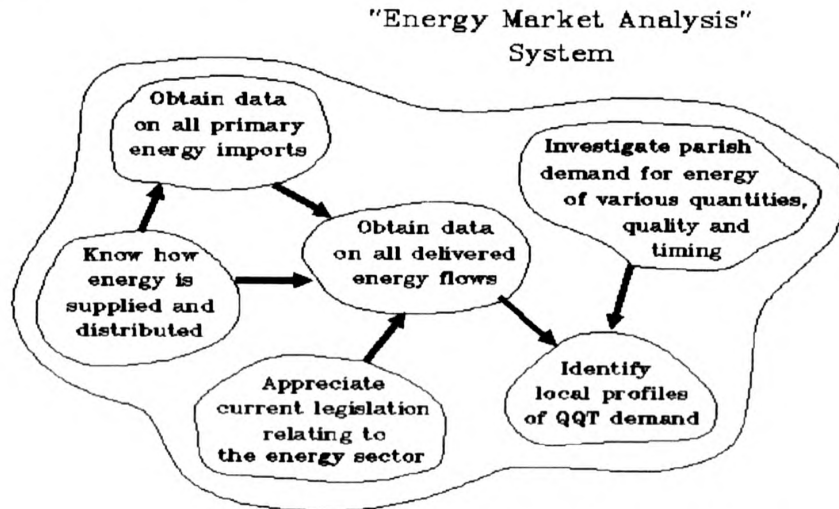 "Energy Market Analysis"
System
Obtain data
on all primary
energy imports
Investigate parish
demand for energy
of various quantities,
quality and
timing
Obtain data
on all delivered
energy flows
Know how
energy is
supplied and
distributed
Identify
local profiles
of QQT demand
Appreciate
current legislation
relating to
the energy sector